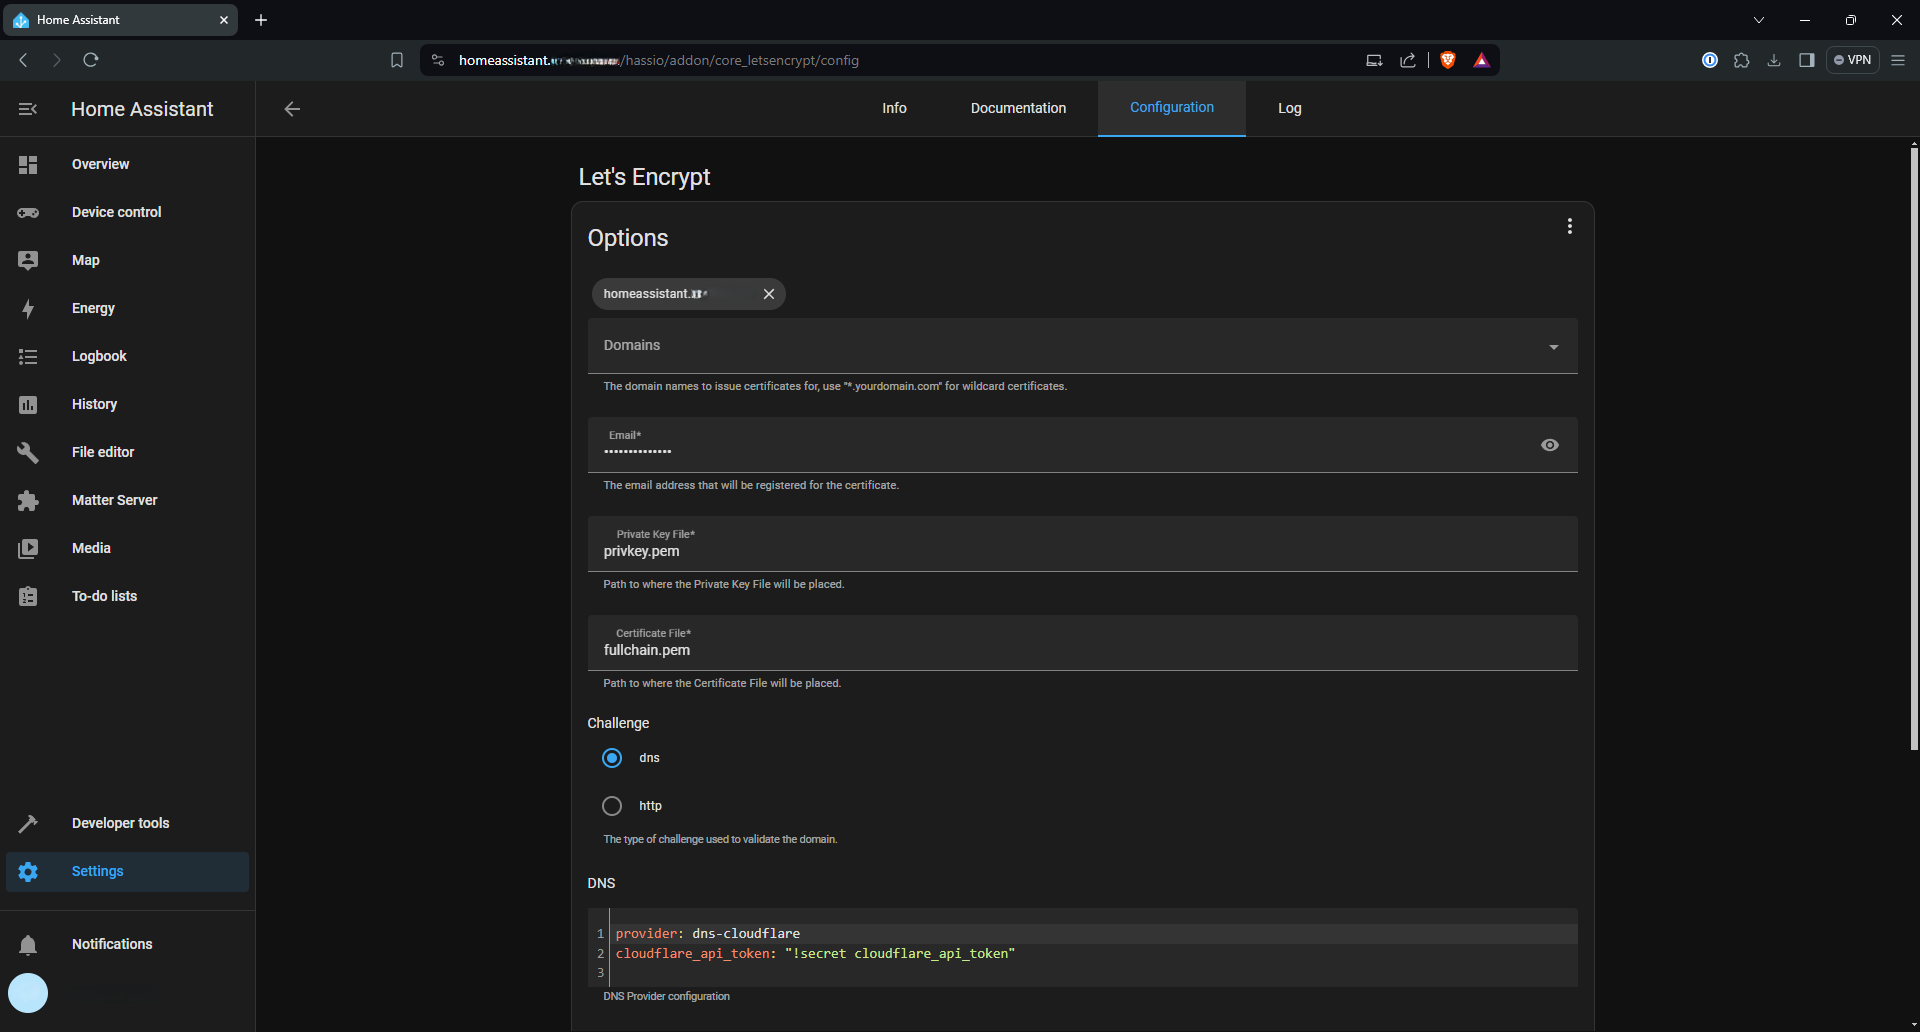 Home Assistant
homeassistant./hassio/addon/core_letsencrypt/config
VPN
Home Assistant
Info
Documentation
Configuration
Log
Overview
Device control
Map
Energy
Logbook
History
File editor
Matter Server
Media
To-do lists
Developer tools
Settings
Notifications
Let's Encrypt
Options
homeassistant.
Domains
The domain names to issue certificates for, use "*.yourdomain.com" for wildcard certificates.
Email*
••••••••••••••
The email address that will be registered for the certificate.
Private Key File*
privkey.pem
Path to where the Private Key File will be placed.
Certificate File*
fullchain.pem
Path to where the Certificate File will be placed.
Challenge
dns
http
The type of challenge used to validate the domain.
DNS
1 provider: dns-cloudflare
2 cloudflare_api_token: "!secret cloudflare_api_token"
3
DNS Provider configuration